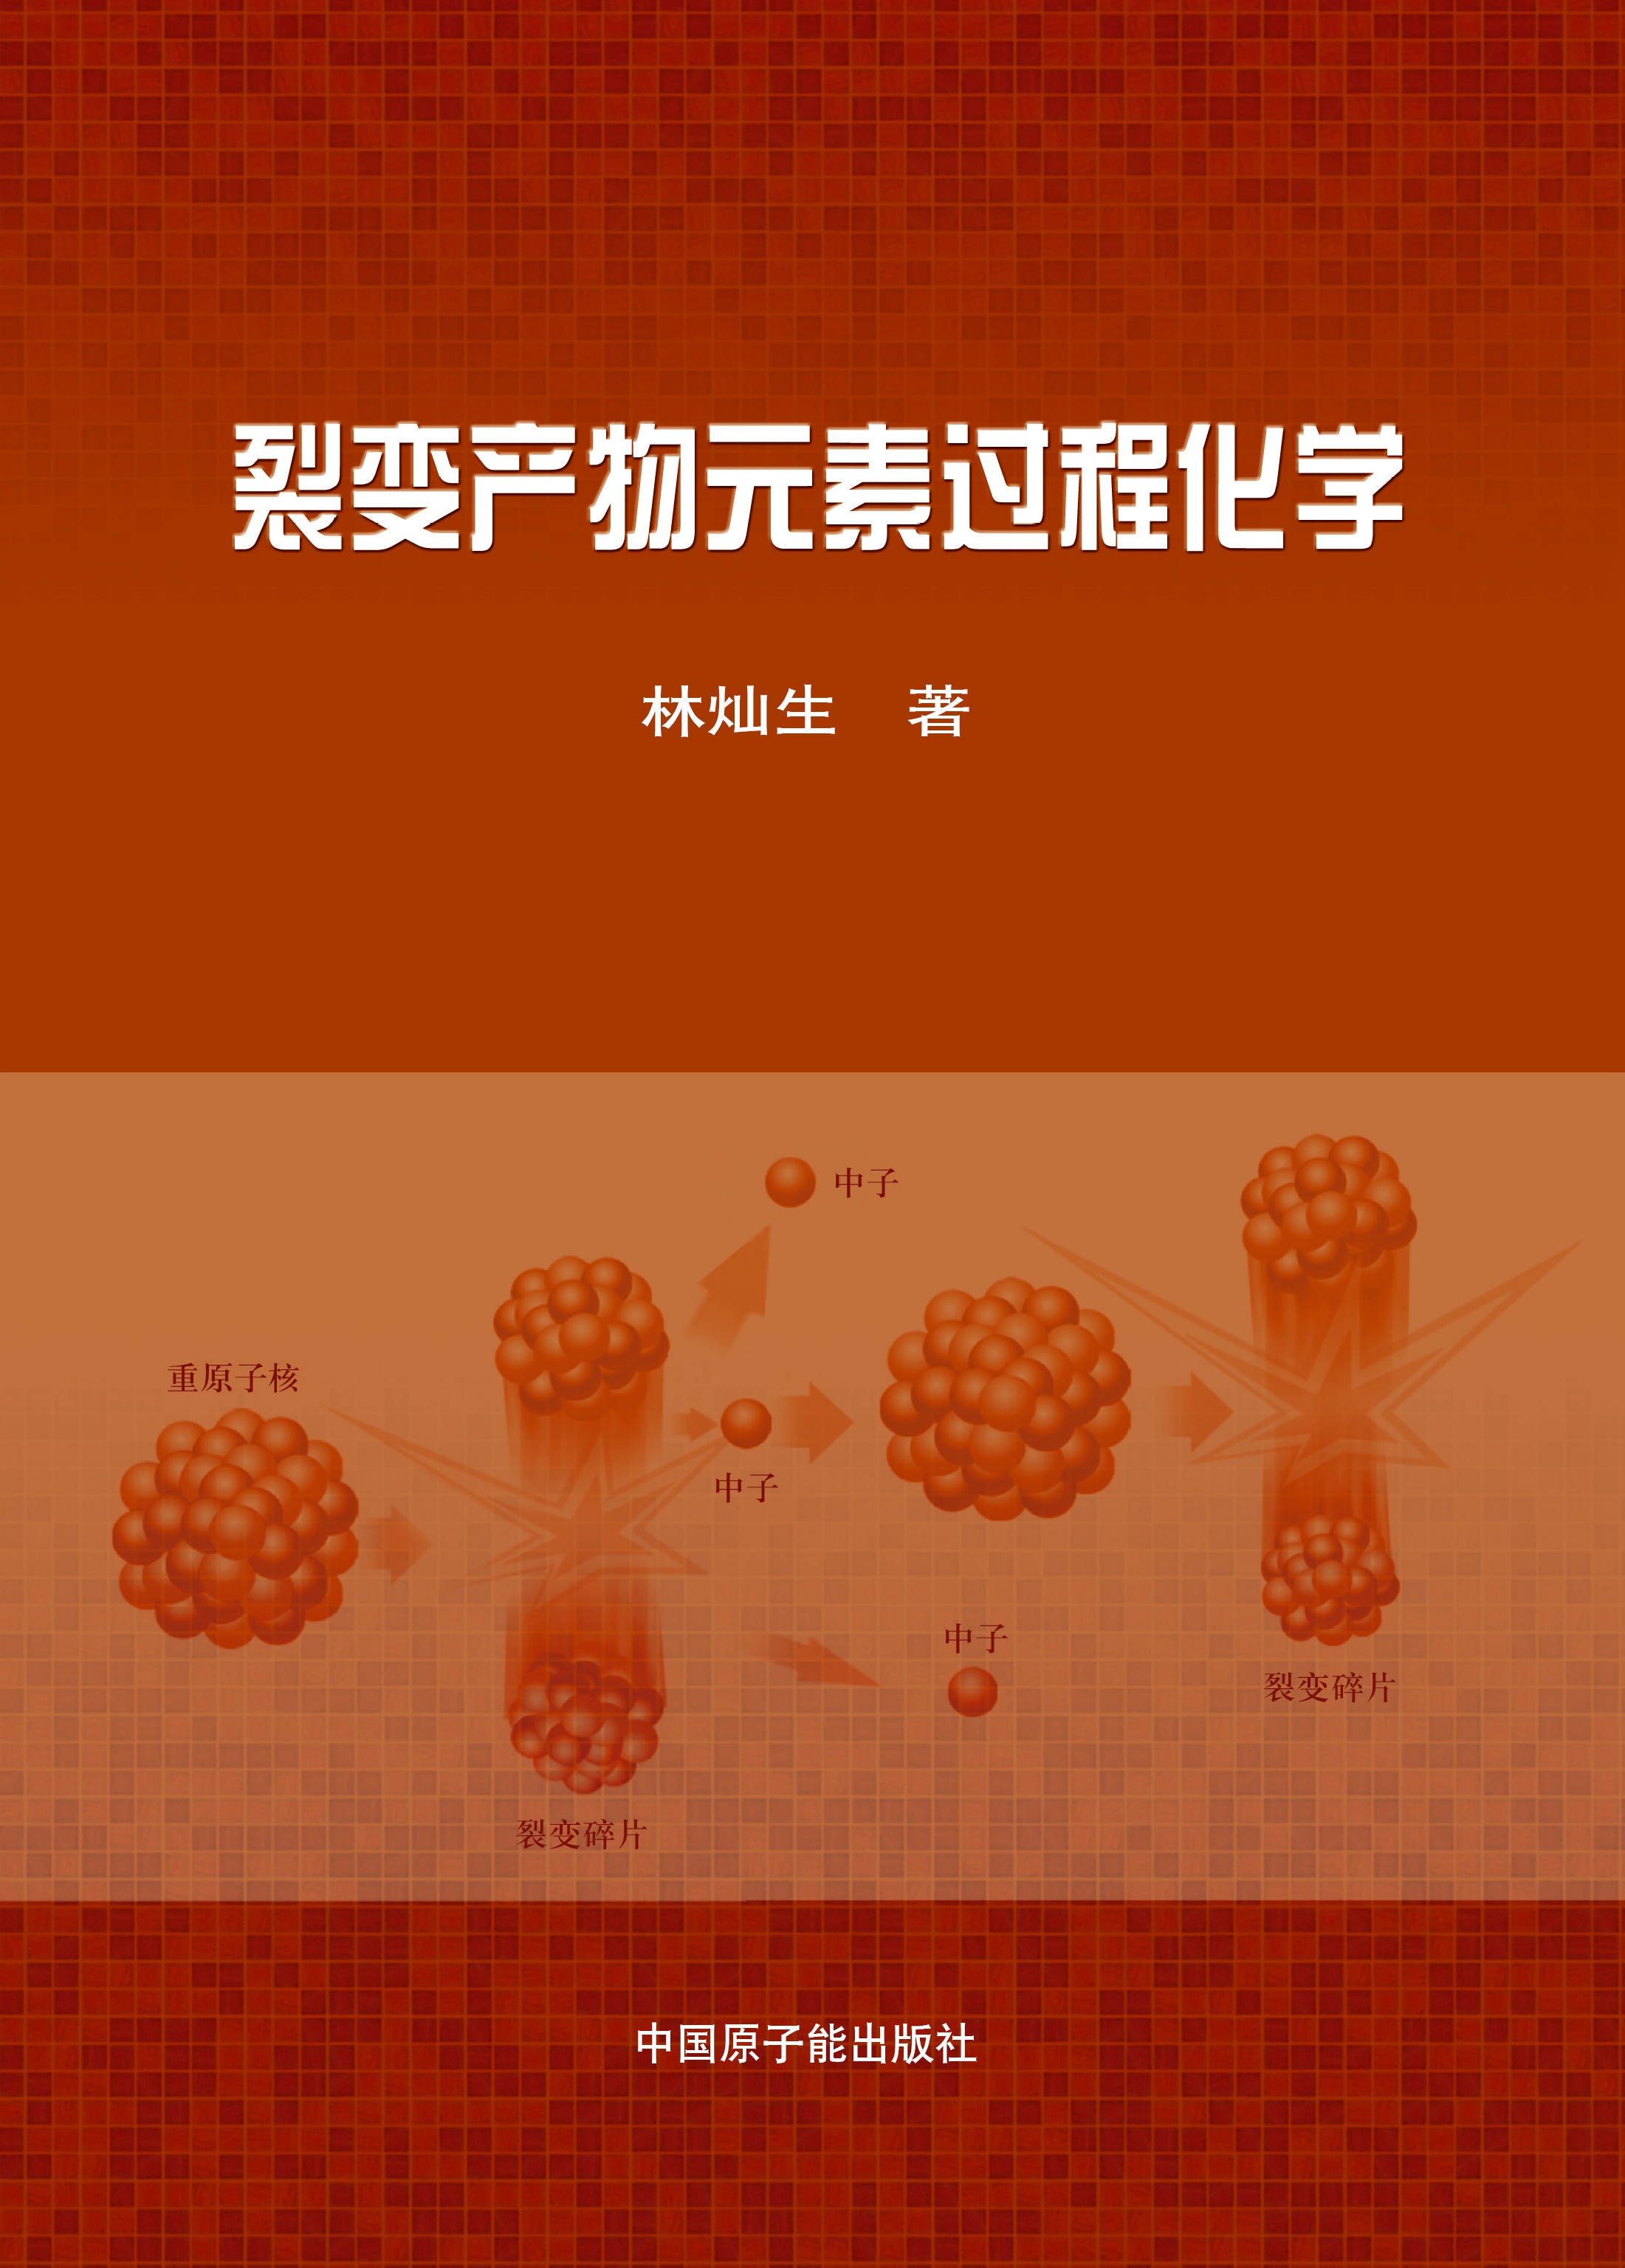 裂变产物元素过程化学
林灿生 著
中子
重原子核
中子
中子
裂变碎片
裂变碎片
中国原子能出版社